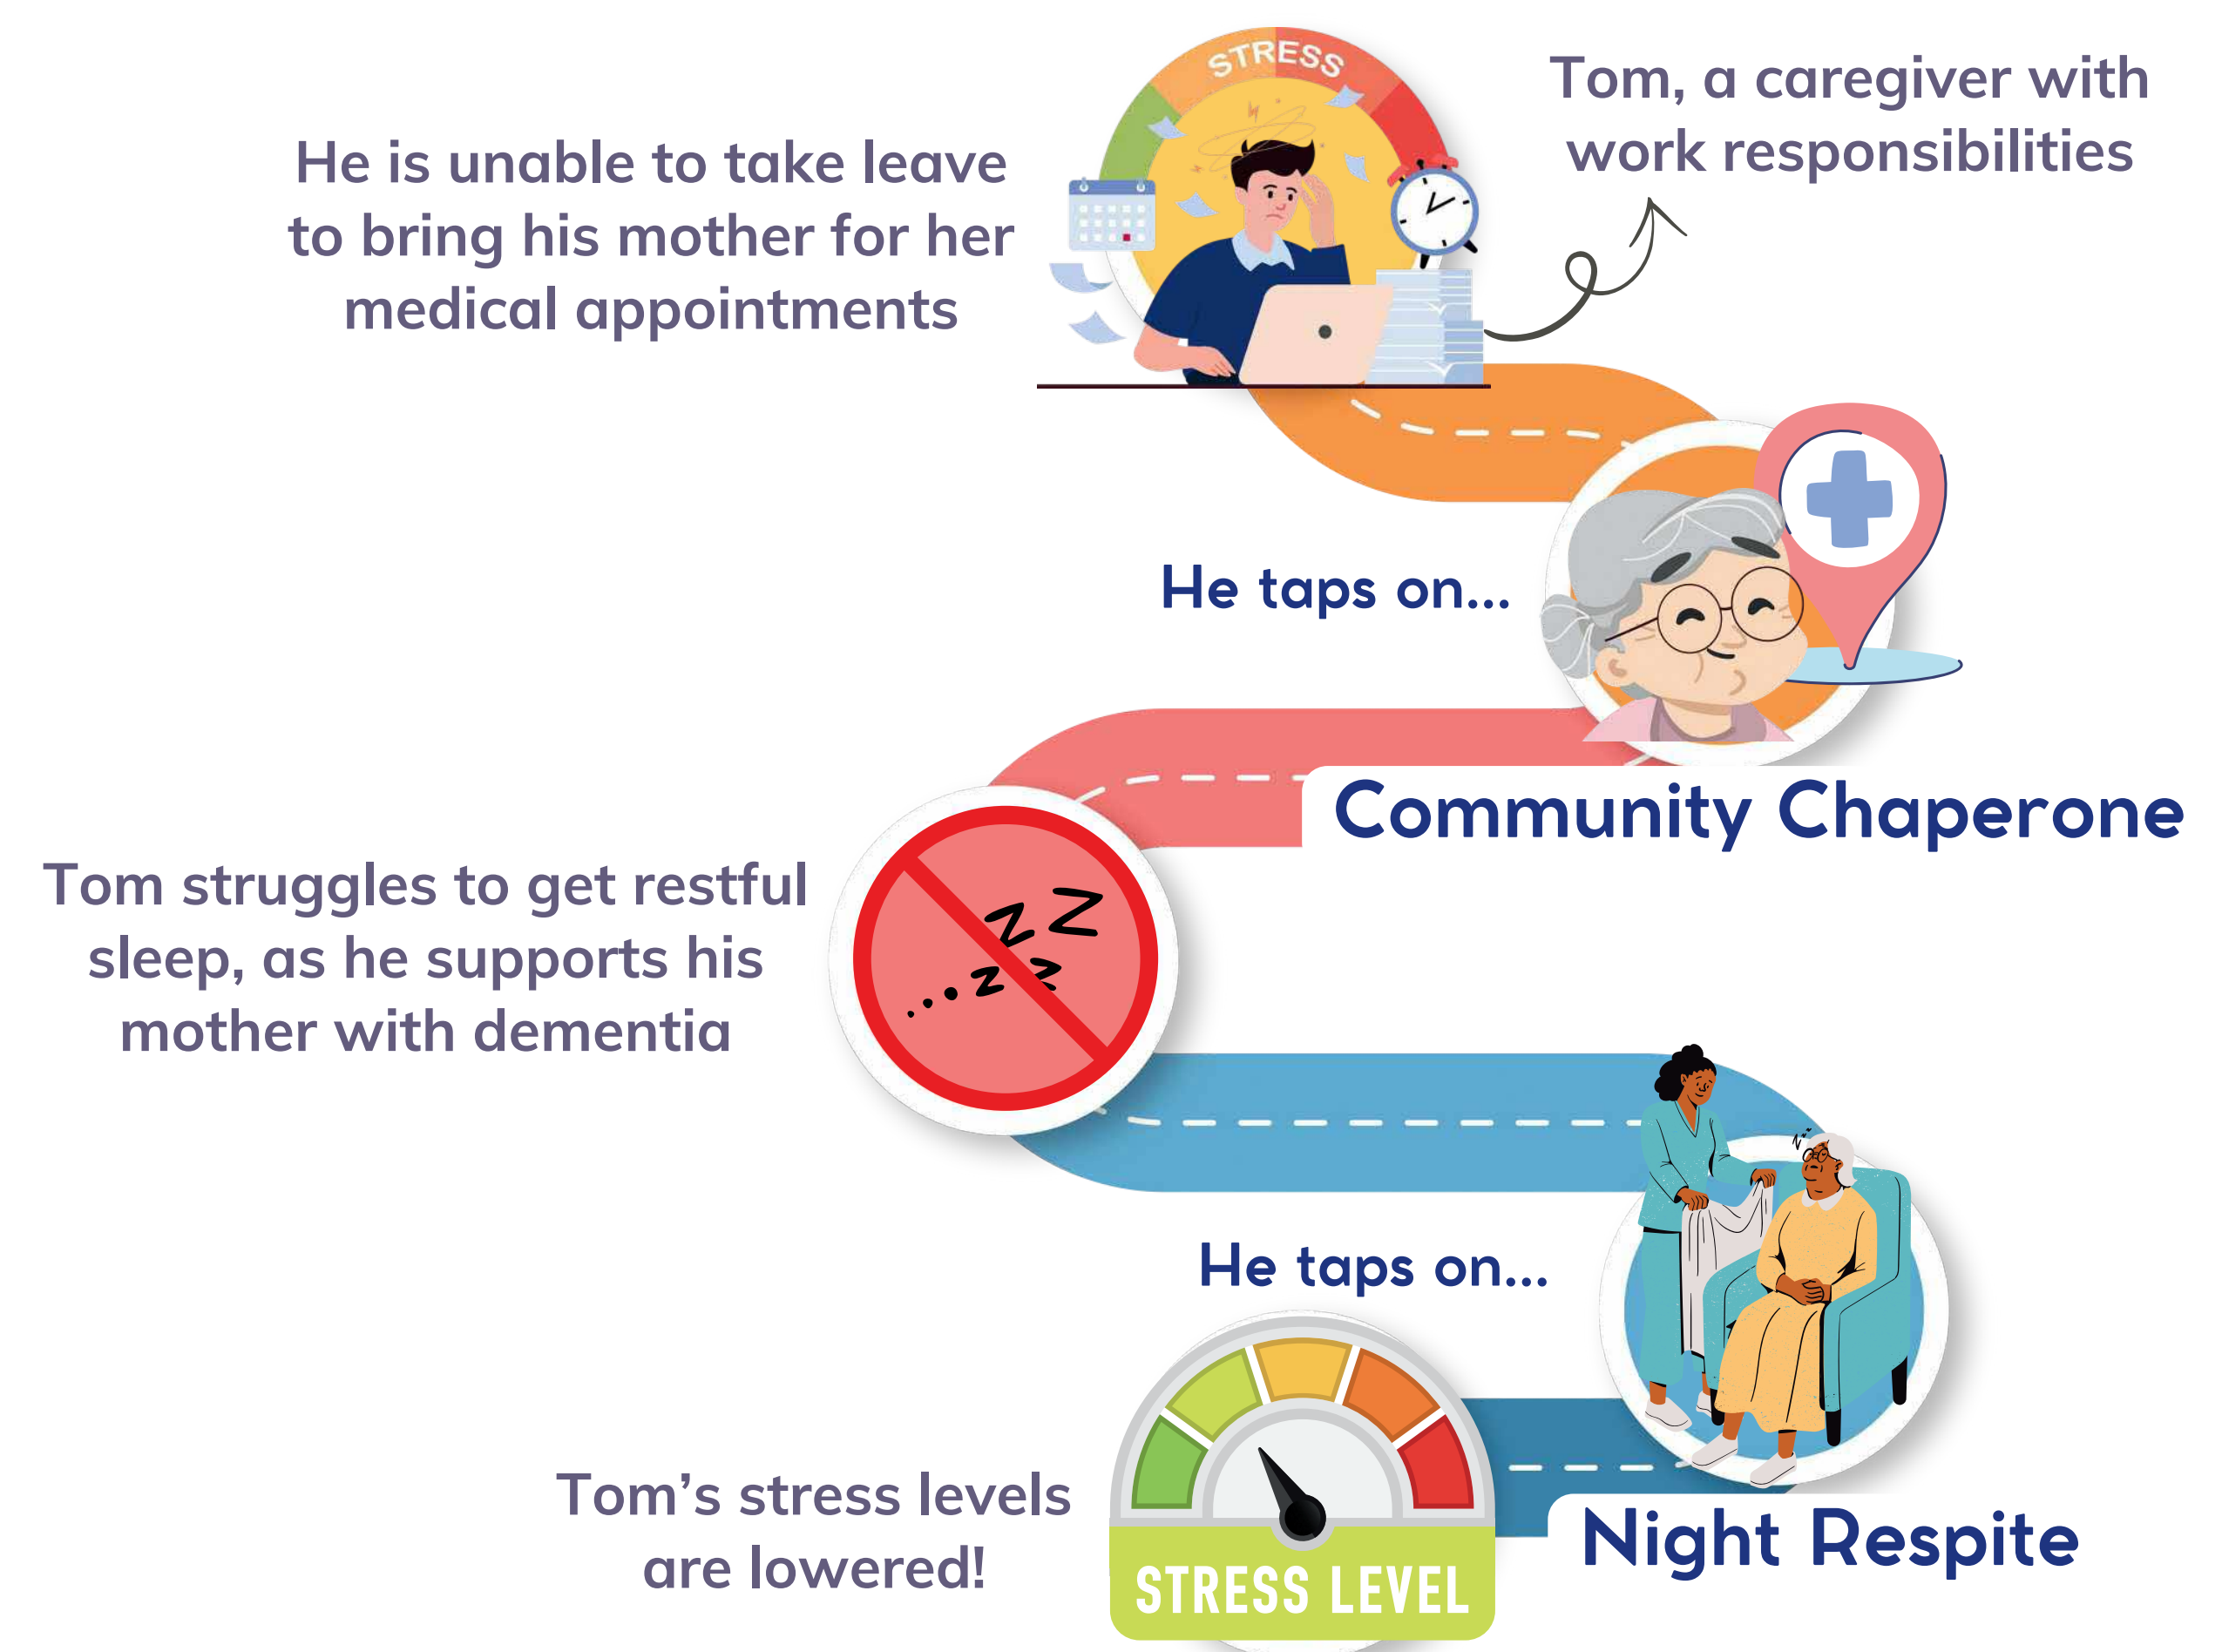 STRESS
Tom, a caregiver with
work responsibilities
He is unable to take leave
to bring his mother for her
medical appointments
He taps on...
Community Chaperone
Tom struggles to get restful
sleep, as he supports his
mother with dementia
...zzzZ
He taps on...
zzz
Night Respite
Tom’s stress levels
are lowered!
STRESS LEVEL